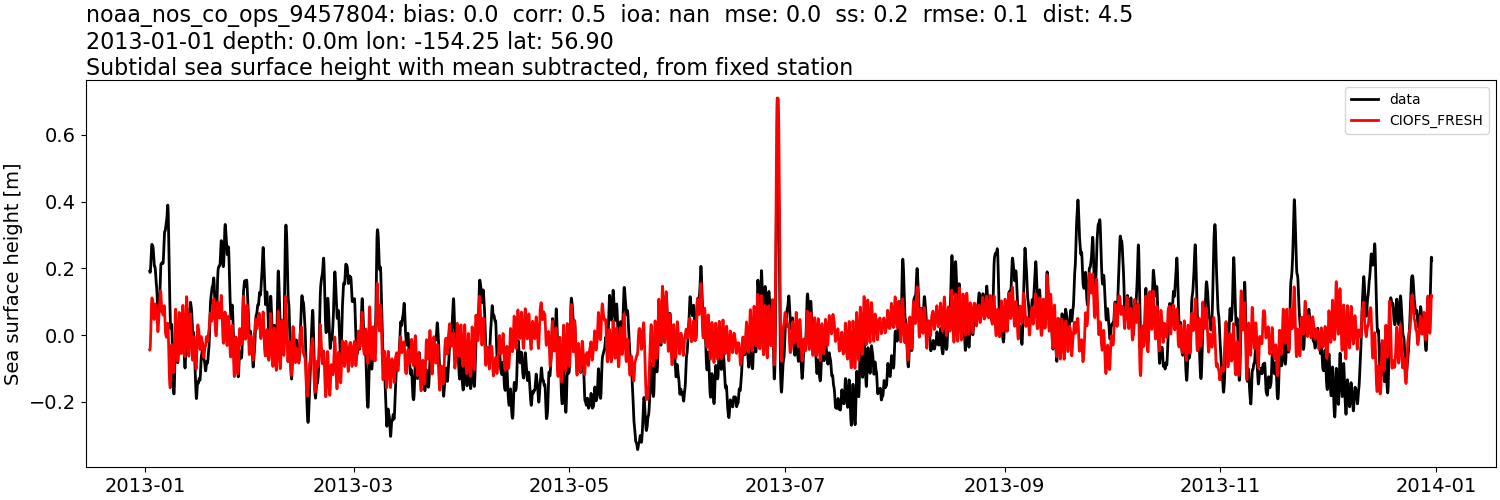 noaa_nos_co_ops_9457804: bias: 0.0  corr: 0.5  ioa: nan  mse: 0.0  ss: 0.2  rmse: 0.1  dist: 4.5
2013-01-01 depth: 0.0m lon: -154.25 lat: 56.90
Subtidal sea surface height with mean subtracted, from fixed station
data
CIOFS_FRESH
Sea surface height [m]
0.6
0.4
0.2
0.0
−0.2
2013-01
2013-03
2013-05
2013-07
2013-09
2013-11
2014-01